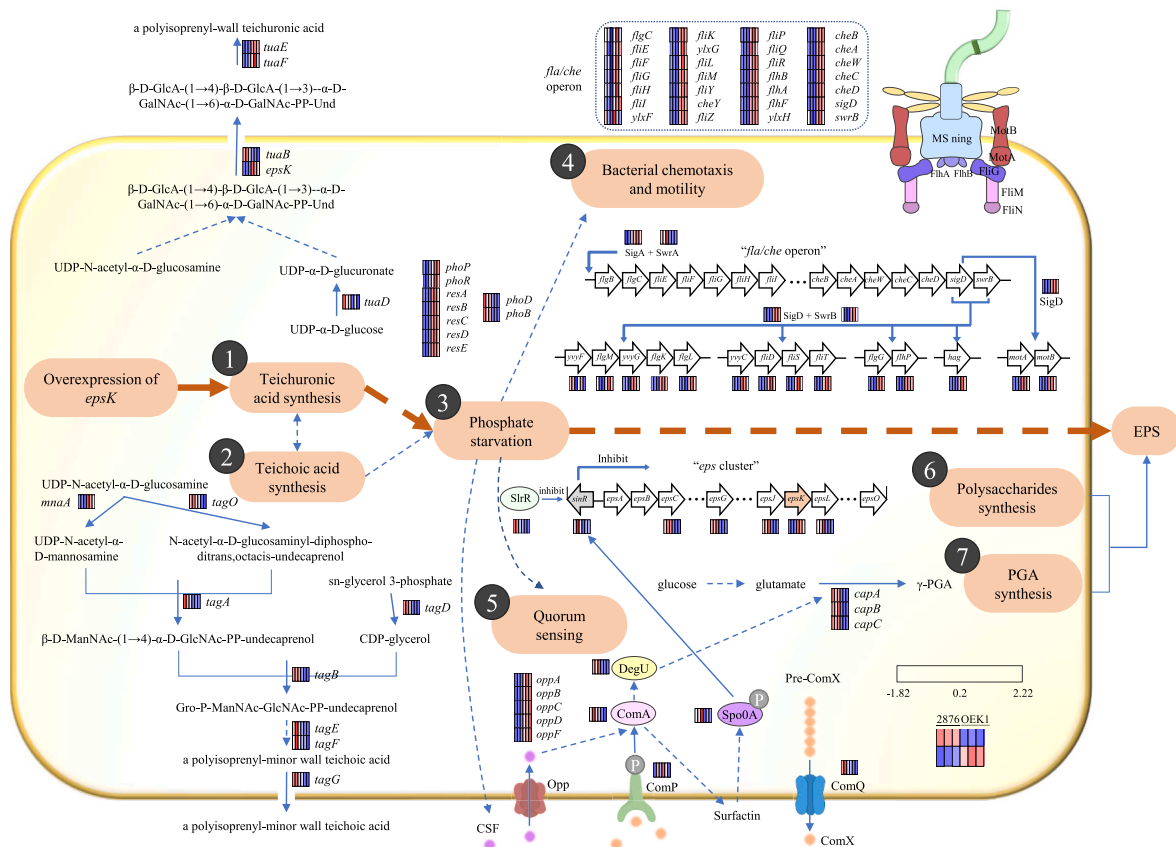 a polyisoprenyl-wall teichuronic acid
tuaE
tuaF
β-D-GlcA-(1→4)-β-D-GlcA-(1→3)--α-D-
GalNAc-(1→6)-α-D-GalNAc-PP-Und
tuaB
epsK
β-D-GlcA-(1→4)-β-D-GlcA-(1→3)--α-D-
GalNAc-(1→6)-α-D-GalNAc-PP-Und
UDP-N-acetyl-α-D-glucosamine
UDP-α-D-glucuronate
tuaD
UDP-α-D-glucose
phoP
phoR
resA
resB
resC
resD
resE
phoD
phoB
fla/che
operon
flgC
fliE
fliF
fliG
fliH
fliI
ylxF
fliK
ylxG
fliL
fliM
fliY
cheY
fliZ
fliP
fliQ
fliR
flhB
flhA
flhF
ylxH
cheB
cheA
cheW
cheC
cheD
sigD
swrB
MS ning
MotB
MotA
FlhA
FlhB
FliG
FliM
FliN
4
Bacterial chemotaxis
and motility
SigA + SwrA
“fla/che operon”
flgB
flgC
fliE
fliF
fliG
fliH
fliI
cheB
cheA
cheW
cheC
cheD
sigD
swrB
SigD
SigD + SwrB
yvyF
flgM
yvyG
flgK
flgL
yvyC
fliD
fliS
fliT
flgG
flhP
hag
motA
motB
Overexpression of
epsK
1
Teichuronic
acid synthesis
2
Teichoic acid
synthesis
3
Phosphate
starvation
EPS
UDP-N-acetyl-α-D-glucosamine
mnaA
tagO
UDP-N-acetyl-α-
D-mannosamine
N-acetyl-α-D-glucosaminyl-diphospho-
ditrans,octacis-undecaprenol
sn-glycerol 3-phosphate
tagA
tagD
β-D-ManNAc-(1→4)-α-D-GlcNAc-PP-undecaprenol
CDP-glycerol
tagB
Gro-P-ManNAc-GlcNAc-PP-undecaprenol
tagE
tagF
a polyisoprenyl-minor wall teichoic acid
tagG
a polyisoprenyl-minor wall teichoic acid
Inhibit
“eps cluster”
SlrR
inhibit
sinR
epsA
epsB
epsC
epsG
epsJ
epsK
epsL
epsO
6
Polysaccharides
synthesis
7
PGA
synthesis
glucose
glutamate
γ-PGA
capA
capB
capC
5
Quorum
sensing
oppA
oppB
oppC
oppD
oppF
DegU
ComA
P
Spo0A
P
ComP
Opp
CSF
Surfactin
Pre-ComX
ComQ
ComX
-1.82
0.2
2.22
2876 OEK1